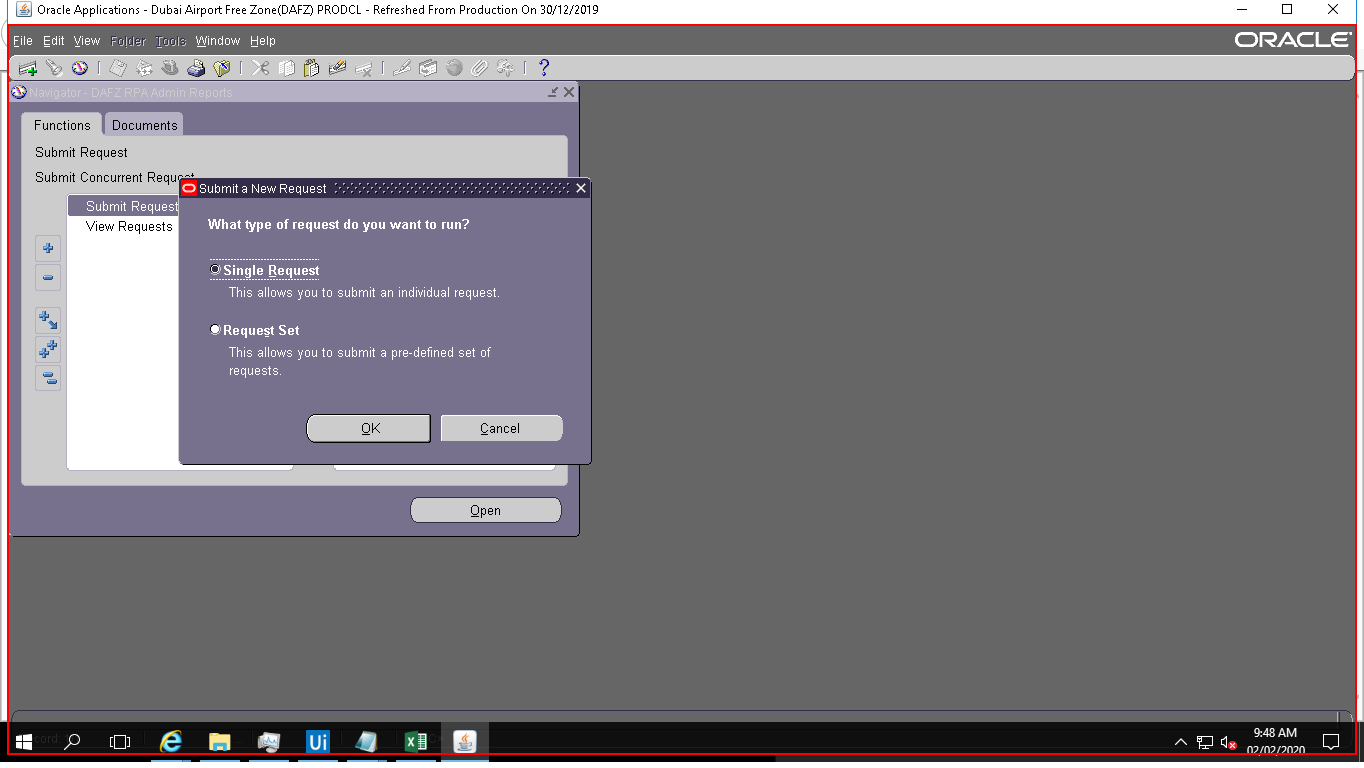 Oracle Applications - Dubai Airport Free Zone(DAFZ) PRODCL - Refreshed From Production On 30/12/2019
File Edit View Folder Tools Window Help
ORACLE
Navigator - DAFZ RPA Admin Reports
Functions Documents
Submit Request
Submit Concurrent Request
Submit Request
View Requests
Submit a New Request
What type of request do you want to run?
Single Request
This allows you to submit an individual request.
Request Set
This allows you to submit a pre-defined set of
requests.
OK Cancel
Open
Ui
9:48 AM
02/02/2020